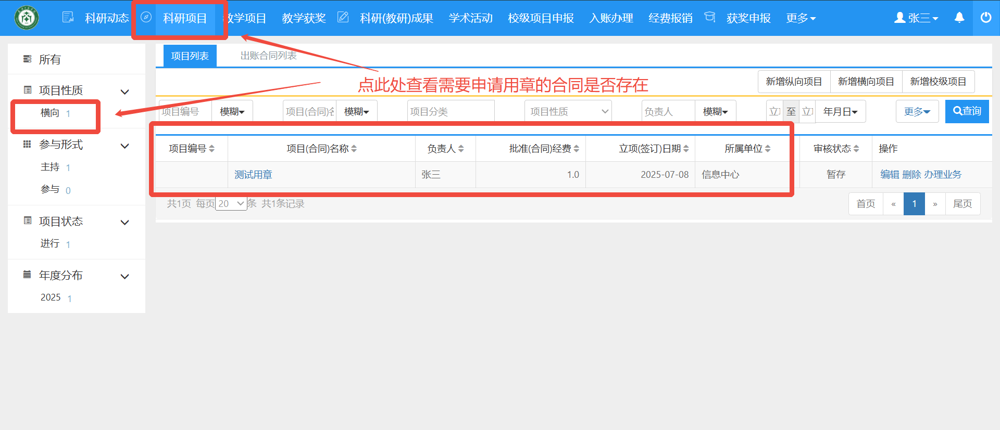 科研动态 科研项目 教学项目 教学获奖 科研(教研)成果 学术活动 校级项目申报 入账办理 经费报销 获奖申报 更多 张三
所有
项目性质
横向 1
参与形式
主持 1
参与 0
项目状态
进行 1
年度分布
2025 1
项目列表 出账合同列表
点此处查看需要申请用章的合同是否存在
新增纵向项目 新增横向项目 新增校级项目
项目编号 模糊 项目(合同)名 模糊 项目分类 项目性质 负责人 模糊 立 至 立 年月日 更多 查询
项目编号 项目(合同)名称 负责人 批准(合同)经费 立项(签订)日期 所属单位 审核状态 操作
测试用章 张三 1.0 2025-07-08 信息中心 暂存 编辑 删除 办理业务
共1页 每页 20 条 共1条记录
首页 « 1 » 尾页